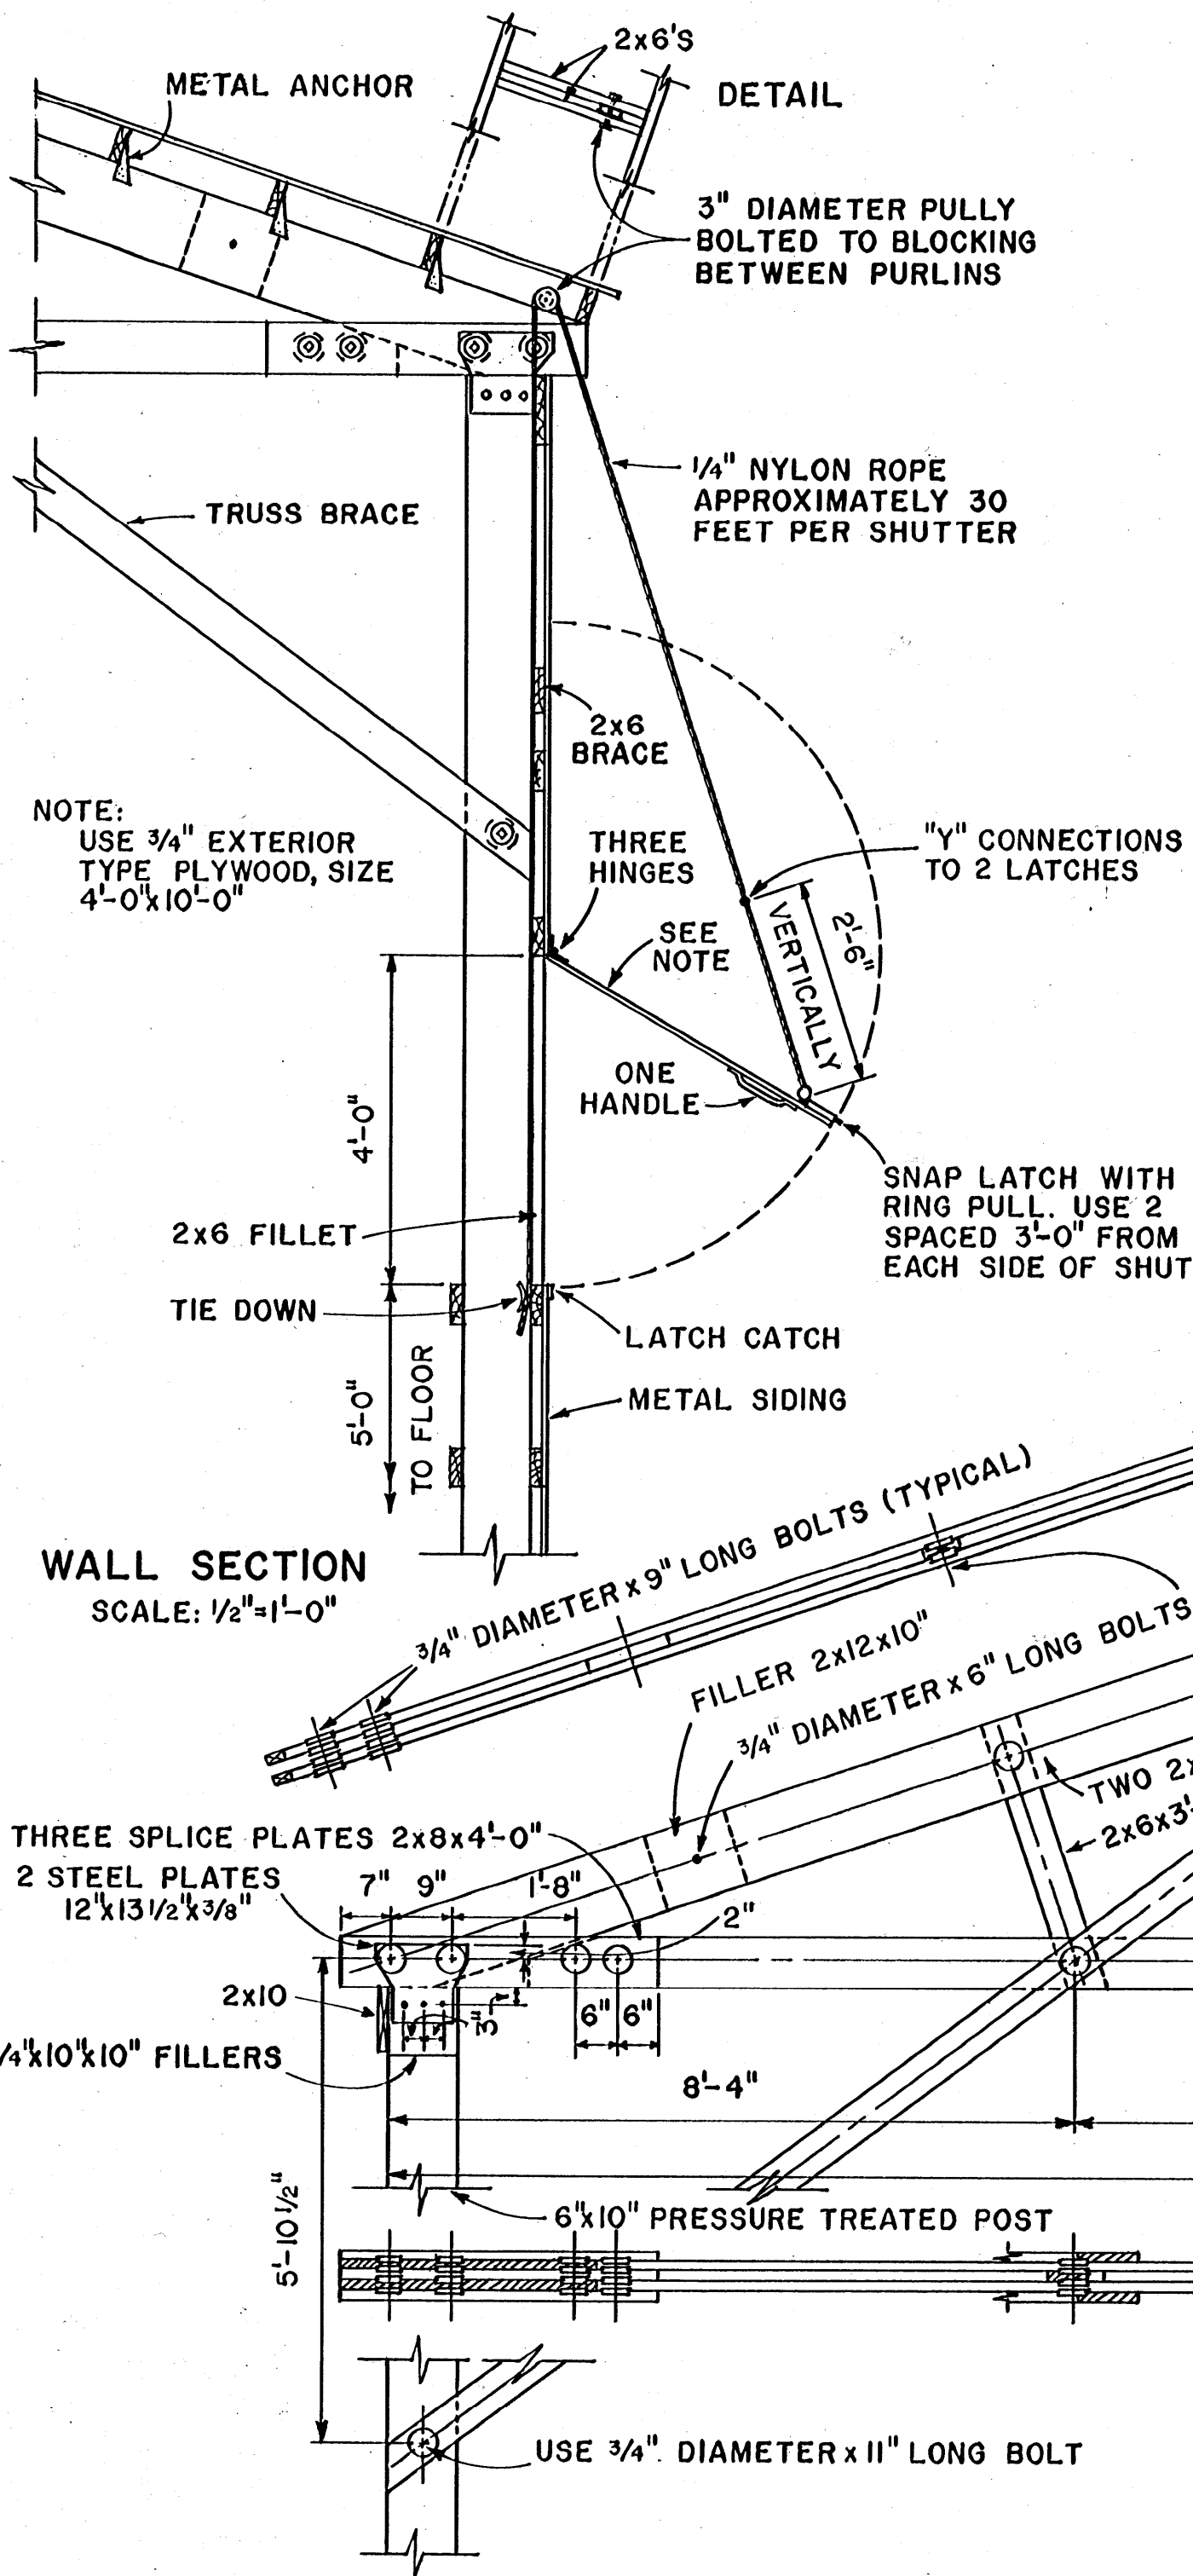 2x6'S
METAL ANCHOR
DETAIL
3" DIAMETER PULLY
BOLTED TO BLOCKING
BETWEEN PURLINS
1/4" NYLON ROPE
APPROXIMATELY 30
FEET PER SHUTTER
TRUSS BRACE
2x6
BRACE
NOTE:
USE 3/4" EXTERIOR
TYPE PLYWOOD, SIZE
4'-0"x10'-0"
THREE
HINGES
"Y" CONNECTIONS
TO 2 LATCHES
SEE
NOTE
VERTICALLY
2'-6"
ONE
HANDLE
4'-0"
SNAP LATCH WITH
RING PULL. USE 2
SPACED 3'-0" FROM
EACH SIDE OF SHUT
2x6 FILLET
TIE DOWN
LATCH CATCH
5'-0"
TO FLOOR
METAL SIDING
WALL SECTION
SCALE: 1/2"=1'-0"
3/4" DIAMETER x 9" LONG BOLTS (TYPICAL)
FILLER 2x12x10"
3/4" DIAMETER x 6" LONG BOLTS
TWO 2x
2x6x3'-
THREE SPLICE PLATES 2x8x4'-0"
2 STEEL PLATES
12"x13 1/2"x3/8"
7"
9"
1'-8"
2"
2x10
3"
6"
6"
/4"x10"x10" FILLERS
8'-4"
5'-10 1/2"
6"x10" PRESSURE TREATED POST
USE 3/4" DIAMETER x 11" LONG BOLT